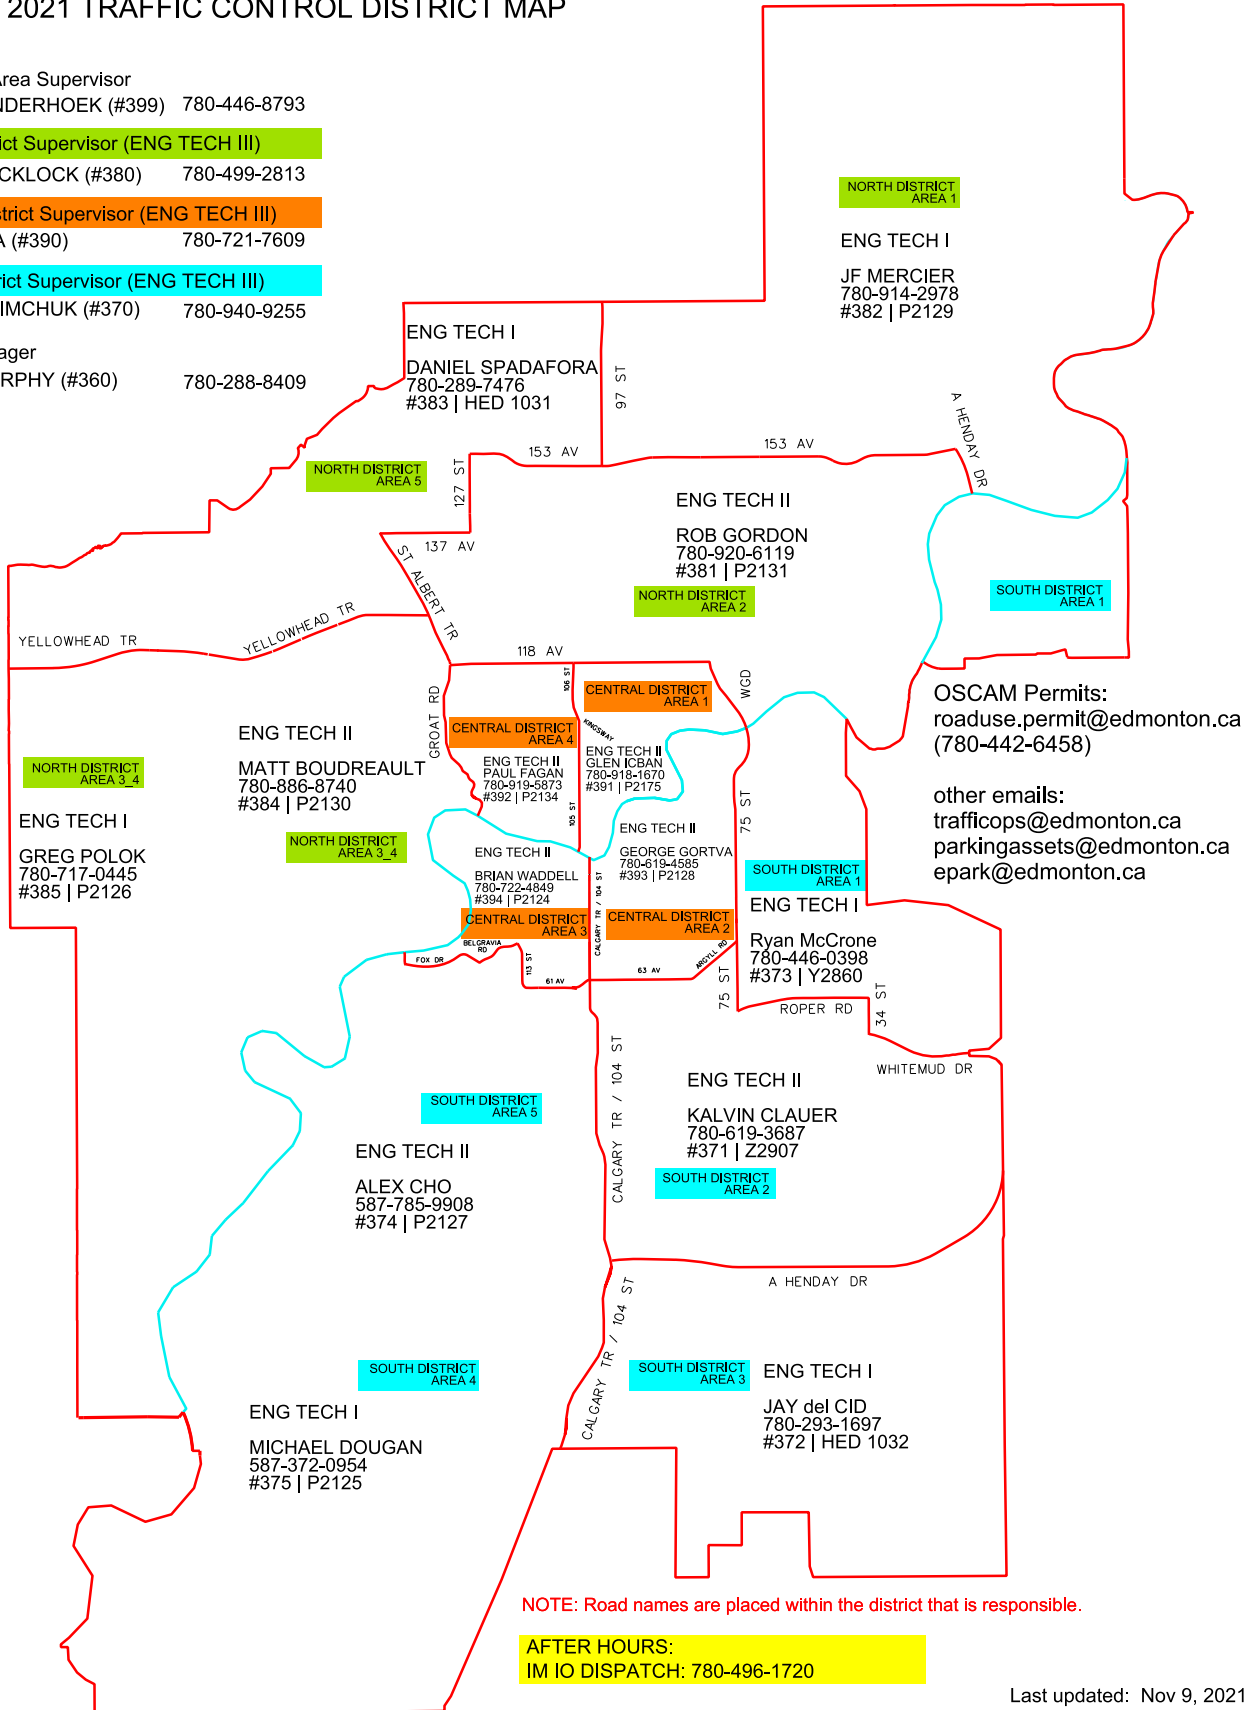 2021 TRAFFIC CONTROL DISTRICT MAP
Area Supervisor
NDERHOEK (#399) 780-446-8793
ict Supervisor (ENG TECH III)
CKLOCK (#380) 780-499-2813
strict Supervisor (ENG TECH III)
A (#390) 780-721-7609
rict Supervisor (ENG TECH III)
IMCHUK (#370) 780-940-9255
ager
RPHY (#360) 780-288-8409
NORTH DISTRICT
AREA 1
ENG TECH I
JF MERCIER
780-914-2978
#382 | P2129
ENG TECH I
DANIEL SPADAFORA
780-289-7476
#383 | HED 1031
97 ST
A HENDAY DR
153 AV
153 AV
NORTH DISTRICT
AREA 5
127 ST
137 AV
ST ALBERT TR
ENG TECH II
ROB GORDON
780-920-6119
#381 | P2131
NORTH DISTRICT
AREA 2
SOUTH DISTRICT
AREA 1
YELLOWHEAD TR
YELLOWHEAD TR
118 AV
106 ST
WGD
GROAT RD
CENTRAL DISTRICT
AREA 1
KINGSWAY
CENTRAL DISTRICT
AREA 4
ENG TECH II
PAUL FAGAN
780-919-5873
#392 | P2134
ENG TECH II
GLEN ICBAN
780-918-1670
#391 | P2175
105 ST
75 ST
OSCAM Permits:
roaduse.permit@edmonton.ca
(780-442-6458)
other emails:
trafficops@edmonton.ca
parkingassets@edmonton.ca
epark@edmonton.ca
ENG TECH II
MATT BOUDREAULT
780-886-8740
#384 | P2130
NORTH DISTRICT
AREA 3_4
NORTH DISTRICT
AREA 3_4
ENG TECH I
GREG POLOK
780-717-0445
#385 | P2126
ENG TECH II
BRIAN WADDELL
780-722-4849
#394 | P2124
CENTRAL DISTRICT
AREA 3
ENG TECH II
GEORGE GORTVA
780-619-4585
#393 | P2128
CENTRAL DISTRICT
AREA 2
CALGARY TR / 104 ST
SOUTH DISTRICT
AREA 1
ENG TECH I
Ryan McCrone
780-446-0398
#373 | Y2860
BELGRAVIA
RD
FOX DR
113 ST
61 AV
63 AV
ARGYLL RD
75 ST
ROPER RD
34 ST
WHITEMUD DR
CALGARY TR / 104 ST
ENG TECH II
KALVIN CLAUER
780-619-3687
#371 | Z2907
SOUTH DISTRICT
AREA 2
SOUTH DISTRICT
AREA 5
ENG TECH II
ALEX CHO
587-785-9908
#374 | P2127
A HENDAY DR
CALGARY TR / 104 ST
SOUTH DISTRICT
AREA 4
ENG TECH I
MICHAEL DOUGAN
587-372-0954
#375 | P2125
SOUTH DISTRICT
AREA 3
ENG TECH I
JAY del CID
780-293-1697
#372 | HED 1032
NOTE: Road names are placed within the district that is responsible.
AFTER HOURS:
IM IO DISPATCH: 780-496-1720
Last updated: Nov 9, 2021